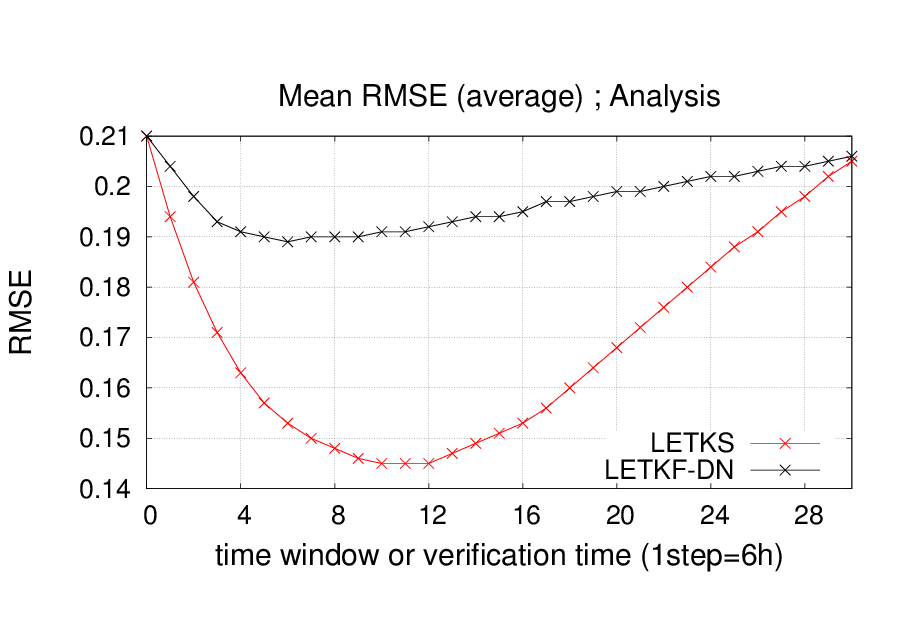 Mean RMSE (average) ; Analysis
0.21
0.2
0.19
0.18
0.17
0.16
0.15
0.14
RMSE
LETKS
LETKF-DN
0 4 8 12 16 20 24 28
time window or verification time (1step=6h)